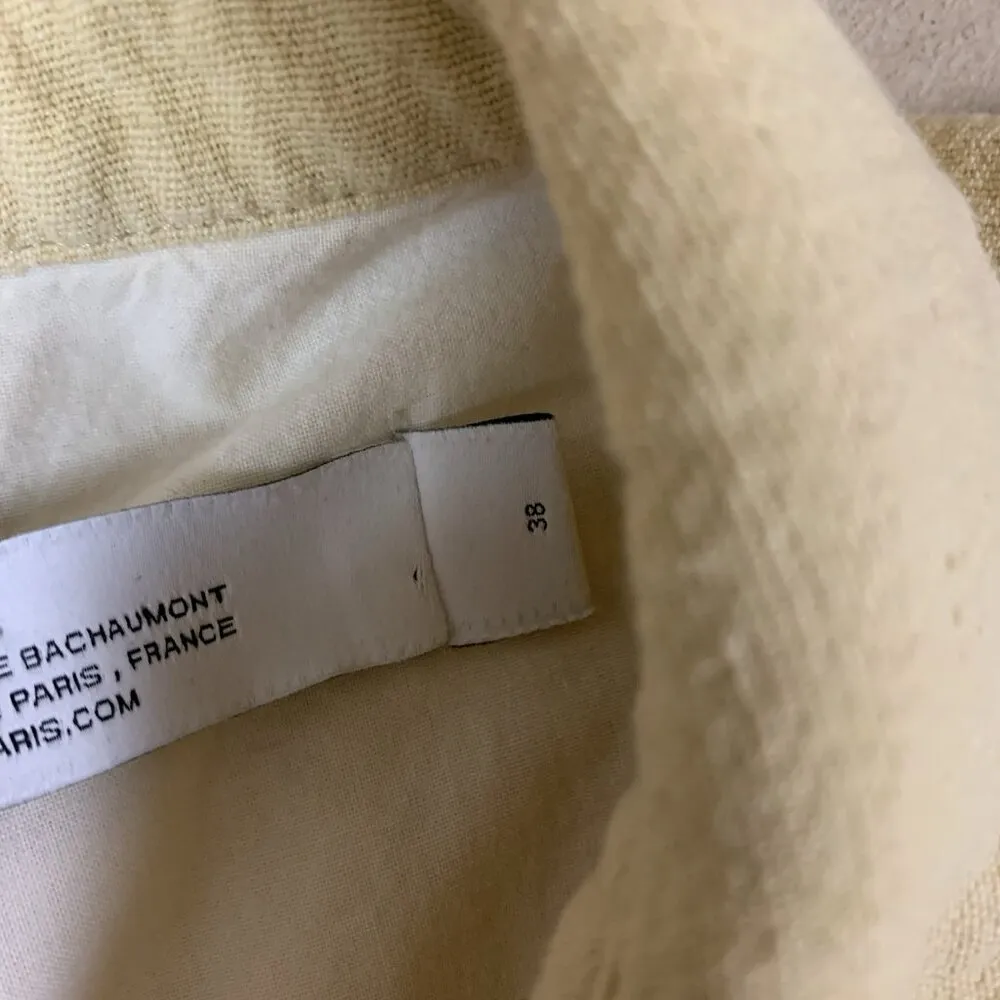 E BACHAUMONT
PARIS , FRANCE
ARIS.COM
38